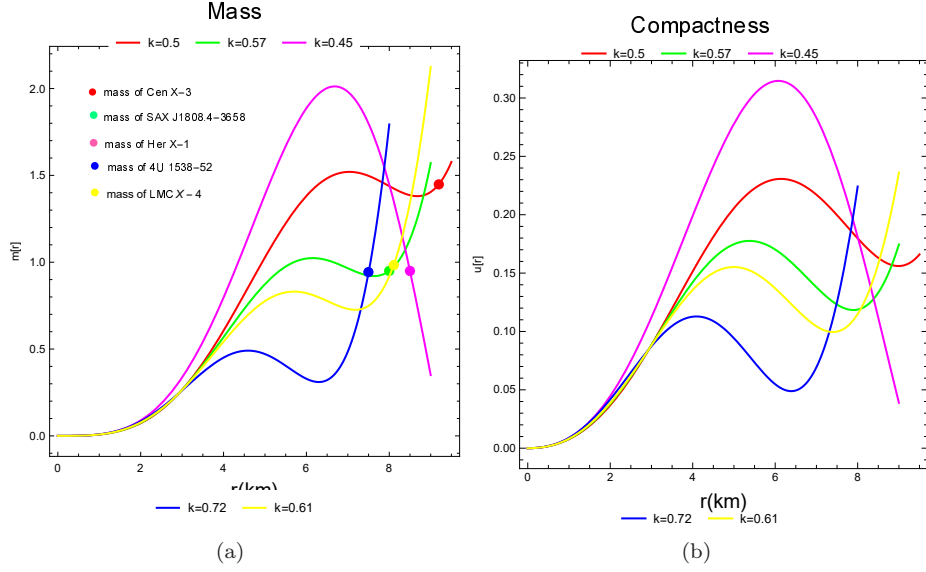 Mass
k=0.5 k=0.57 k=0.45
mass of Cen X-3
mass of SAX J1808.4-3658
mass of Her X-1
mass of 4U 1538-52
mass of LMC X - 4
m[r]
2.0
1.5
1.0
0.5
0.0
0 2 4 6 8
r(km)
k=0.72 k=0.61
(a)
Compactness
k=0.5 k=0.57 k=0.45
u[r]
0.30
0.25
0.20
0.15
0.10
0.05
0.00
0 2 4 6 8
r(km)
k=0.72 k=0.61
(b)